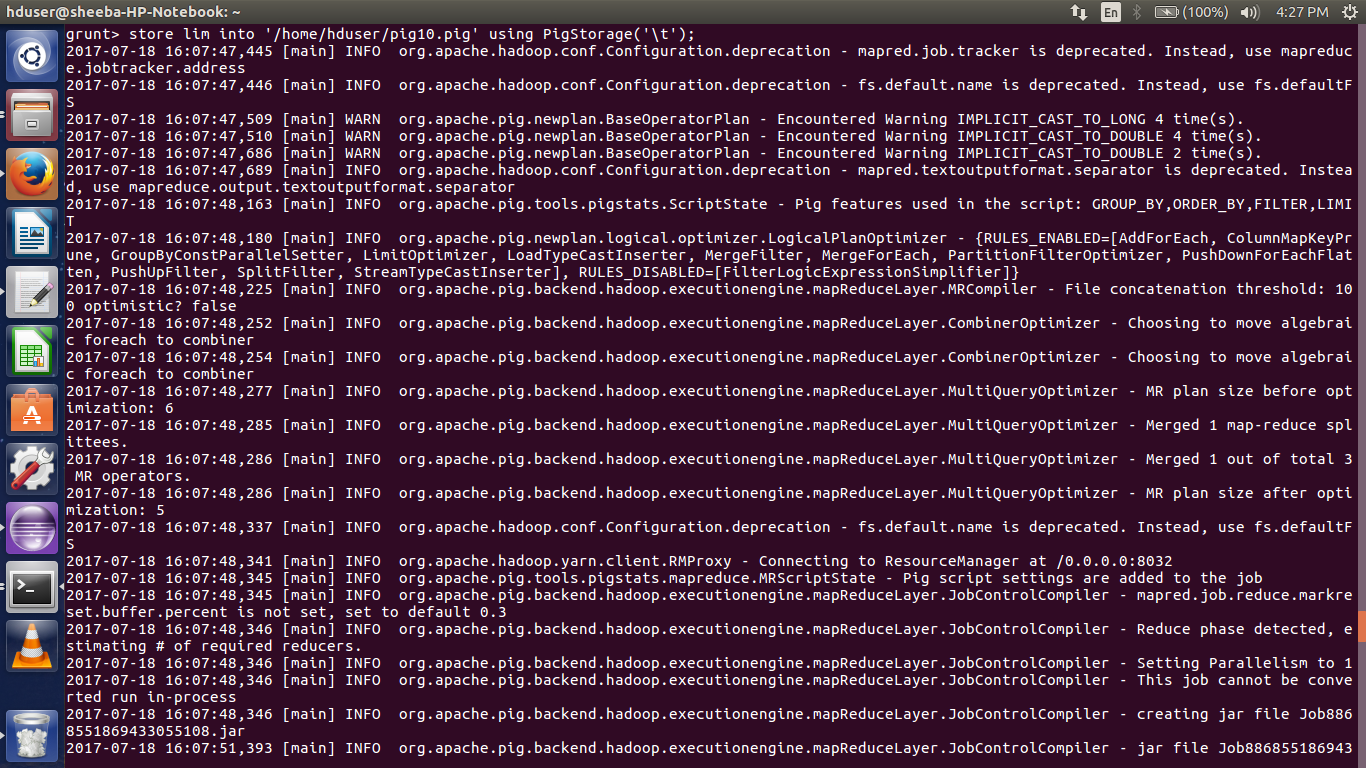 hduser@sheeba-HP-Notebook: ~
En
(100%)
4:27 PM
grunt> store lim into '/home/hduser/pig10.pig' using PigStorage('\t');
2017-07-18 16:07:47,445 [main] INFO  org.apache.hadoop.conf.Configuration.deprecation - mapred.job.tracker is deprecated. Instead, use mapreduc
e.jobtracker.address
2017-07-18 16:07:47,446 [main] INFO  org.apache.hadoop.conf.Configuration.deprecation - fs.default.name is deprecated. Instead, use fs.defaultF
S
2017-07-18 16:07:47,509 [main] WARN  org.apache.pig.newplan.BaseOperatorPlan - Encountered Warning IMPLICIT_CAST_TO_LONG 4 time(s).
2017-07-18 16:07:47,510 [main] WARN  org.apache.pig.newplan.BaseOperatorPlan - Encountered Warning IMPLICIT_CAST_TO_DOUBLE 4 time(s).
2017-07-18 16:07:47,686 [main] WARN  org.apache.pig.newplan.BaseOperatorPlan - Encountered Warning IMPLICIT_CAST_TO_DOUBLE 2 time(s).
2017-07-18 16:07:47,689 [main] INFO  org.apache.hadoop.conf.Configuration.deprecation - mapred.textoutputformat.separator is deprecated. Instea
d, use mapreduce.output.textoutputformat.separator
2017-07-18 16:07:48,163 [main] INFO  org.apache.pig.tools.pigstats.ScriptState - Pig features used in the script: GROUP_BY,ORDER_BY,FILTER,LIMI
T
2017-07-18 16:07:48,180 [main] INFO  org.apache.pig.newplan.logical.optimizer.LogicalPlanOptimizer - {RULES_ENABLED=[AddForEach, ColumnMapKeyPr
une, GroupByConstParallelSetter, LimitOptimizer, LoadTypeCastInserter, MergeFilter, MergeForEach, PartitionFilterOptimizer, PushDownForEachFlat
ten, PushUpFilter, SplitFilter, StreamTypeCastInserter], RULES_DISABLED=[FilterLogicExpressionSimplifier]}
2017-07-18 16:07:48,225 [main] INFO  org.apache.pig.backend.hadoop.executionengine.mapReduceLayer.MRCompiler - File concatenation threshold: 10
0 optimistic? false
2017-07-18 16:07:48,252 [main] INFO  org.apache.pig.backend.hadoop.executionengine.mapReduceLayer.CombinerOptimizer - Choosing to move algebrai
c foreach to combiner
2017-07-18 16:07:48,254 [main] INFO  org.apache.pig.backend.hadoop.executionengine.mapReduceLayer.CombinerOptimizer - Choosing to move algebrai
c foreach to combiner
2017-07-18 16:07:48,277 [main] INFO  org.apache.pig.backend.hadoop.executionengine.mapReduceLayer.MultiQueryOptimizer - MR plan size before opt
imization: 6
2017-07-18 16:07:48,285 [main] INFO  org.apache.pig.backend.hadoop.executionengine.mapReduceLayer.MultiQueryOptimizer - Merged 1 map-reduce spl
ittees.
2017-07-18 16:07:48,286 [main] INFO  org.apache.pig.backend.hadoop.executionengine.mapReduceLayer.MultiQueryOptimizer - Merged 1 out of total 3
 MR operators.
2017-07-18 16:07:48,286 [main] INFO  org.apache.pig.backend.hadoop.executionengine.mapReduceLayer.MultiQueryOptimizer - MR plan size after opti
mization: 5
2017-07-18 16:07:48,337 [main] INFO  org.apache.hadoop.conf.Configuration.deprecation - fs.default.name is deprecated. Instead, use fs.defaultF
S
2017-07-18 16:07:48,341 [main] INFO  org.apache.hadoop.yarn.client.RMProxy - Connecting to ResourceManager at /0.0.0.0:8032
2017-07-18 16:07:48,345 [main] INFO  org.apache.pig.tools.pigstats.mapreduce.MRScriptState - Pig script settings are added to the job
2017-07-18 16:07:48,345 [main] INFO  org.apache.pig.backend.hadoop.executionengine.mapReduceLayer.JobControlCompiler - mapred.job.reduce.markre
set.buffer.percent is not set, set to default 0.3
2017-07-18 16:07:48,346 [main] INFO  org.apache.pig.backend.hadoop.executionengine.mapReduceLayer.JobControlCompiler - Reduce phase detected, e
stimating # of required reducers.
2017-07-18 16:07:48,346 [main] INFO  org.apache.pig.backend.hadoop.executionengine.mapReduceLayer.JobControlCompiler - Setting Parallelism to 1
2017-07-18 16:07:48,346 [main] INFO  org.apache.pig.backend.hadoop.executionengine.mapReduceLayer.JobControlCompiler - This job cannot be conve
rted run in-process
2017-07-18 16:07:48,346 [main] INFO  org.apache.pig.backend.hadoop.executionengine.mapReduceLayer.JobControlCompiler - creating jar file Job886
8551869433055108.jar
2017-07-18 16:07:51,393 [main] INFO  org.apache.pig.backend.hadoop.executionengine.mapReduceLayer.JobControlCompiler - jar file Job886855186943